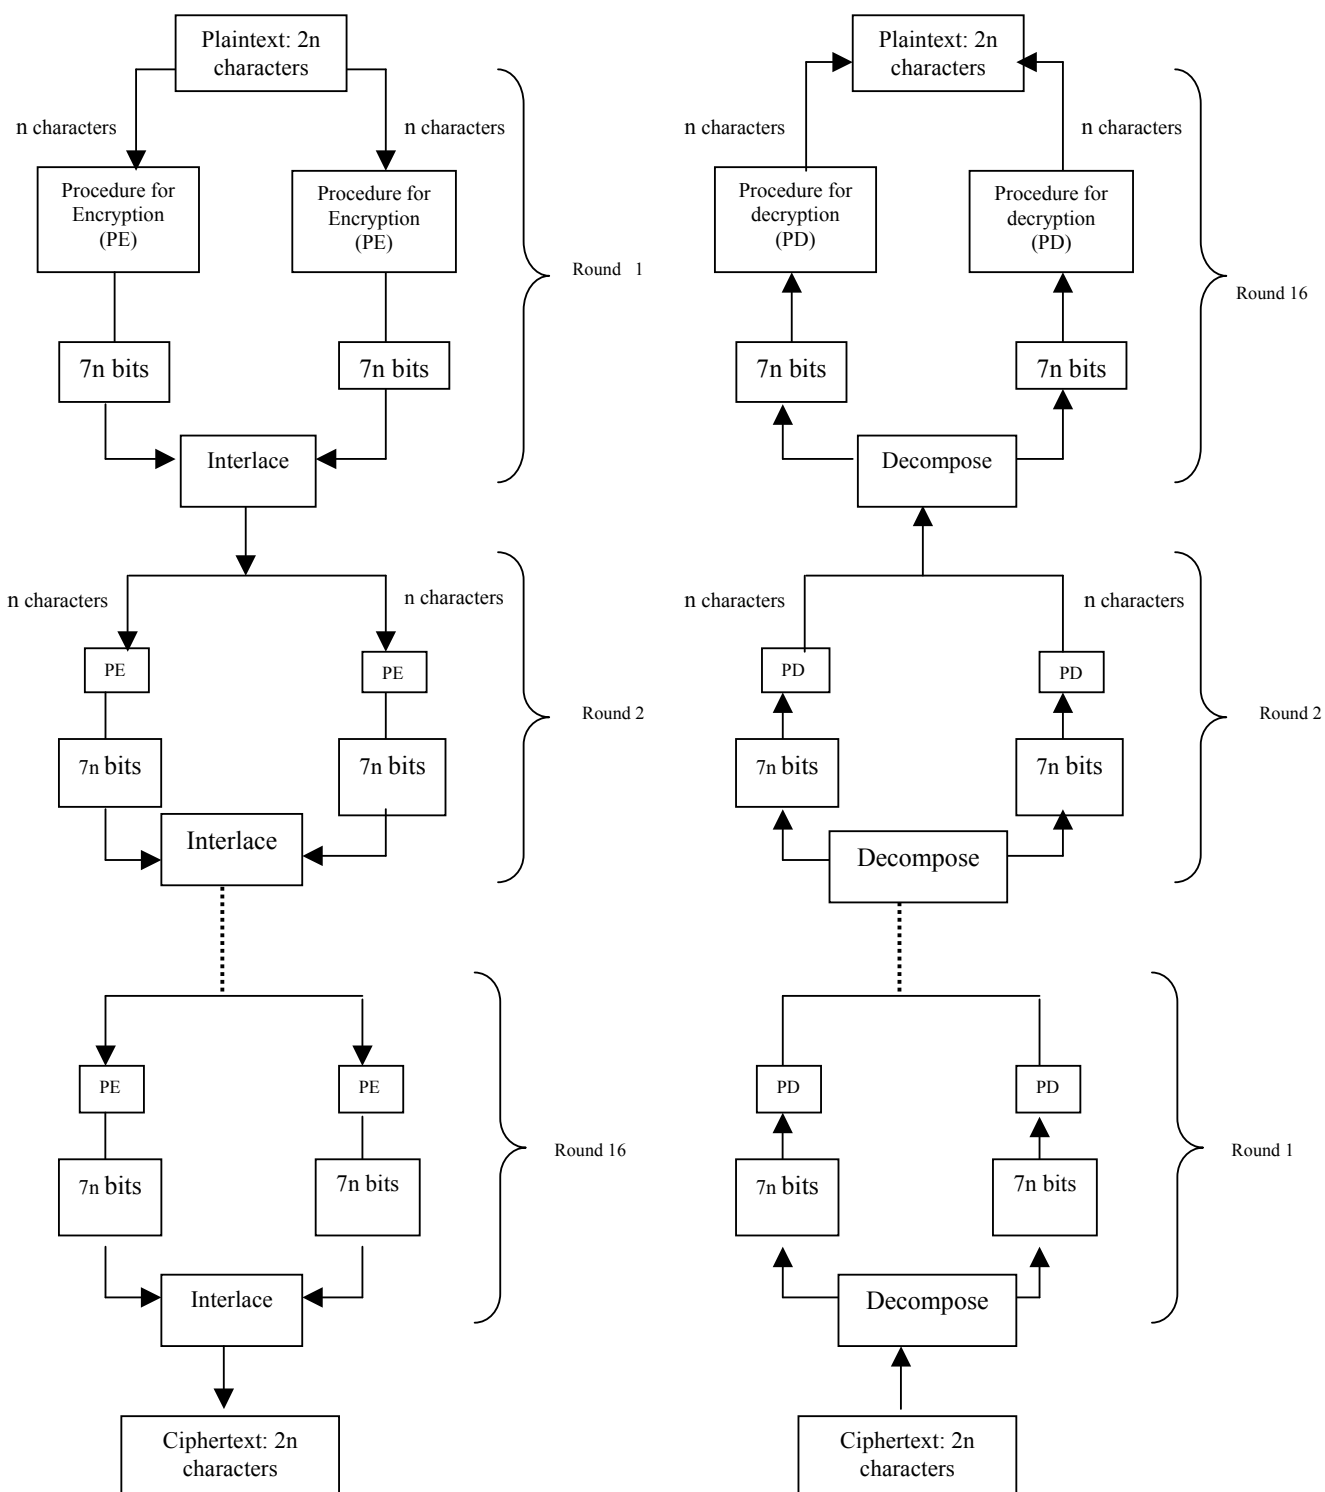 Plaintext: 2n
characters
n characters
n characters
Procedure for
Encryption
(PE)
Procedure for
Encryption
(PE)
Round 1
7n bits
7n bits
Interlace
n characters
n characters
PE
PE
Round 2
7n bits
7n bits
Interlace
PE
PE
Round 16
7n bits
7n bits
Interlace
Ciphertext: 2n
characters
Plaintext: 2n
characters
n characters
n characters
Procedure for
decryption
(PD)
Procedure for
decryption
(PD)
Round 16
7n bits
7n bits
Decompose
n characters
n characters
PD
PD
Round 2
7n bits
7n bits
Decompose
PD
PD
Round 1
7n bits
7n bits
Decompose
Ciphertext: 2n
characters